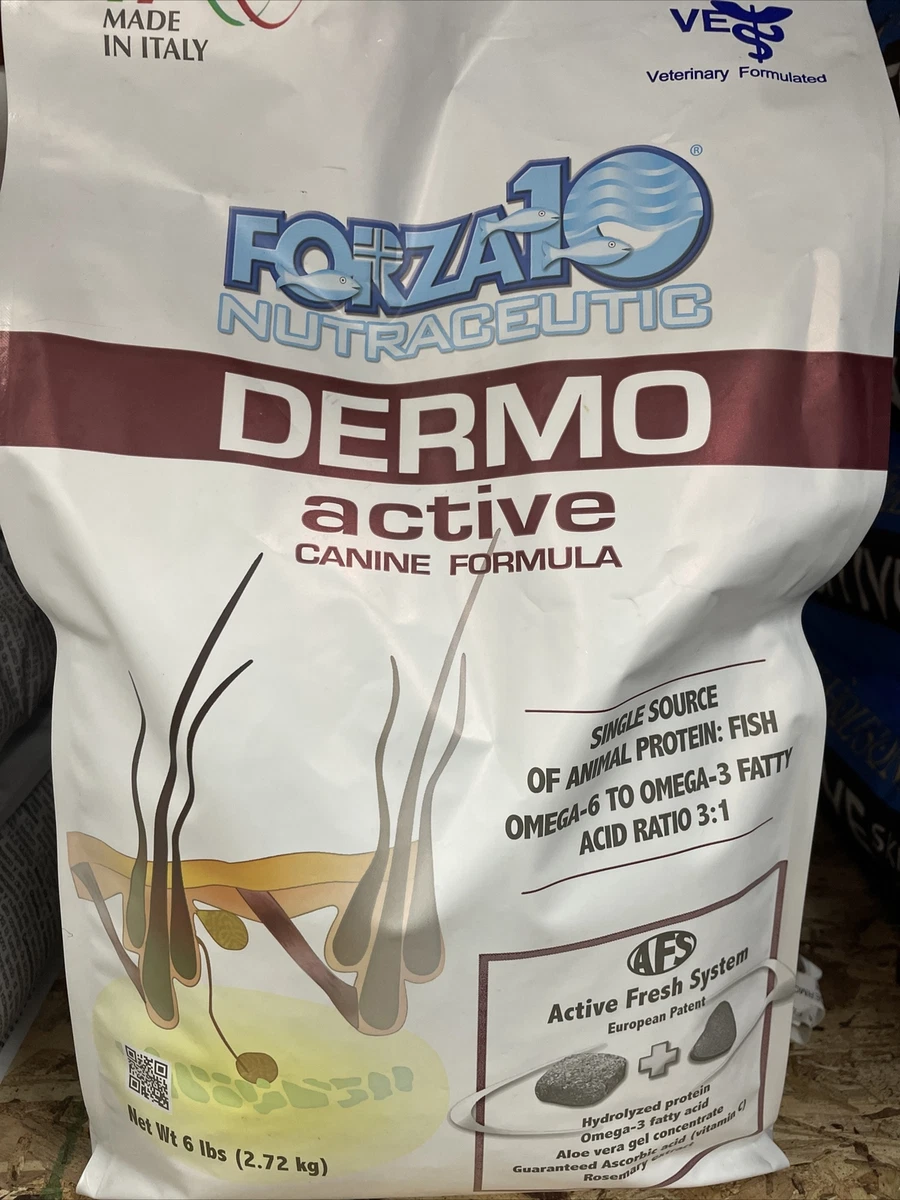 MADE
IN ITALY
VET
Veterinary Formulated
FORZA10®
NUTRACEUTIC
DERMO
active
CANINE FORMULA
SINGLE SOURCE
OF ANIMAL PROTEIN: FISH
OMEGA-6 TO OMEGA-3 FATTY
ACID RATIO 3:1
AFS
Active Fresh System
European Patent
Hydrolyzed protein
Omega-3 fatty acid
Aloe vera gel concentrate
Guaranteed Ascorbic acid (vitamin C)
Rosemary extract
Net Wt 6 lbs (2.72 kg)